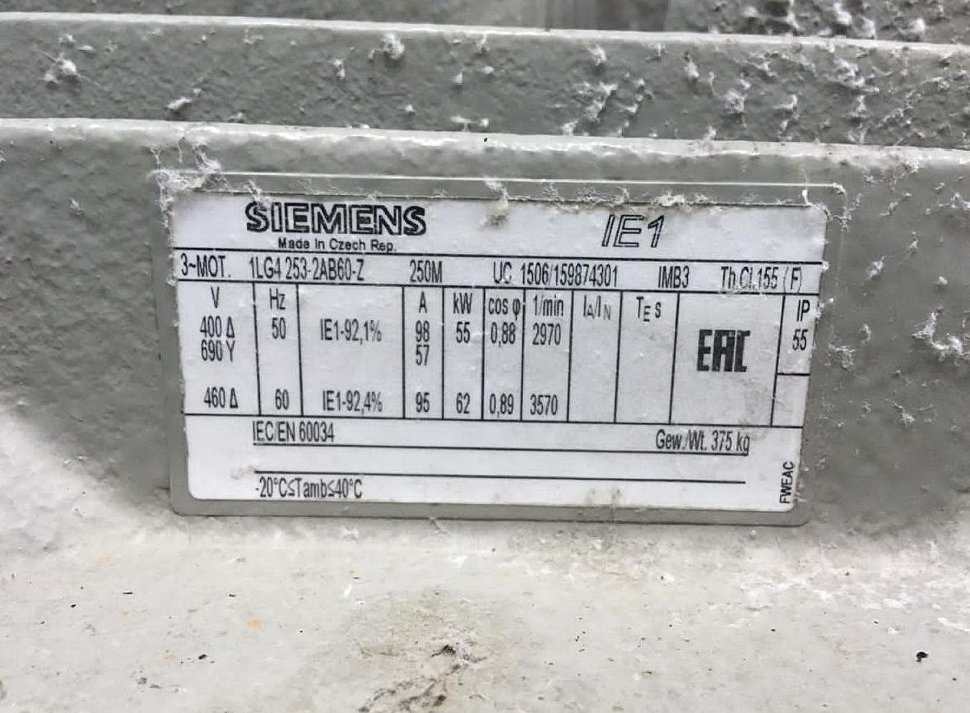 SIEMENS IE1
Made in Czech Rep.
3~MOT. 1LG4 253-2AB60-Z 250M UC 1506/159874301 IMB3 Th.Cl.155 (F)
V Hz A kW cos φ 1/min IA/IN TE s IP
400 Δ 50 IE1-92,1% 98 55 0,88 2970 55
690 Y 57
EAC
460 Δ 60 IE1-92,4% 95 62 0,89 3570
IEC/EN 60034 Gew./Wt. 375 kg
-20°C≤Tamb≤40°C
FWEAC